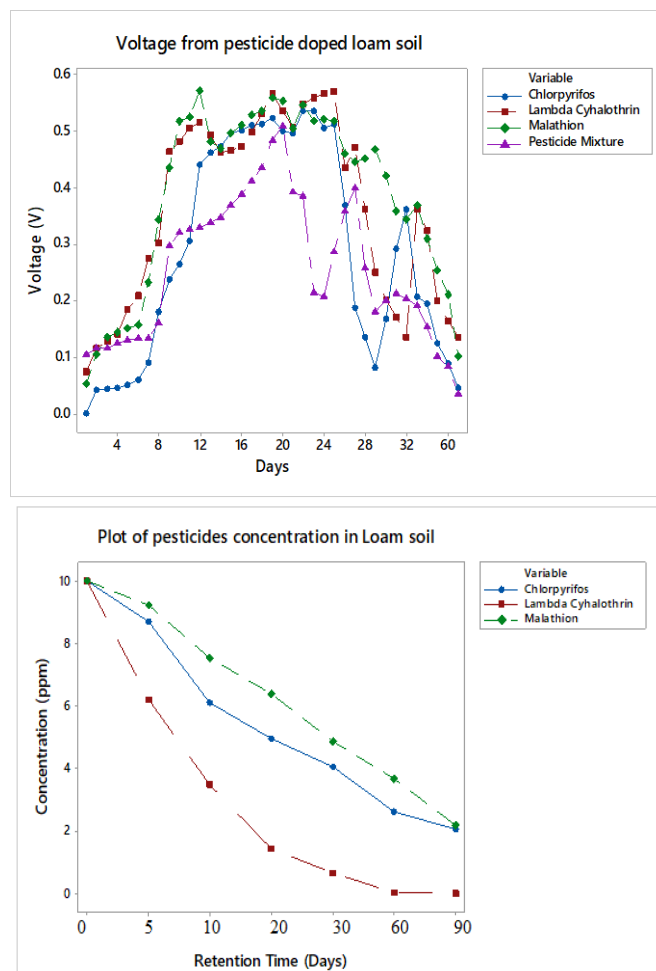 Voltage from pesticide doped loam soil
Variable
Chlorpyrifos
Lambda Cyhalothrin
Malathion
Pesticide Mixture
Voltage (V)
0.6
0.5
0.4
0.3
0.2
0.1
0.0
4 8 12 16 20 24 28 32 60
Days
Plot of pesticides concentration in Loam soil
Variable
Chlorpyrifos
Lambda Cyhalothrin
Malathion
Concentration (ppm)
10
8
6
4
2
0
0 5 10 20 30 60 90
Retention Time (Days)